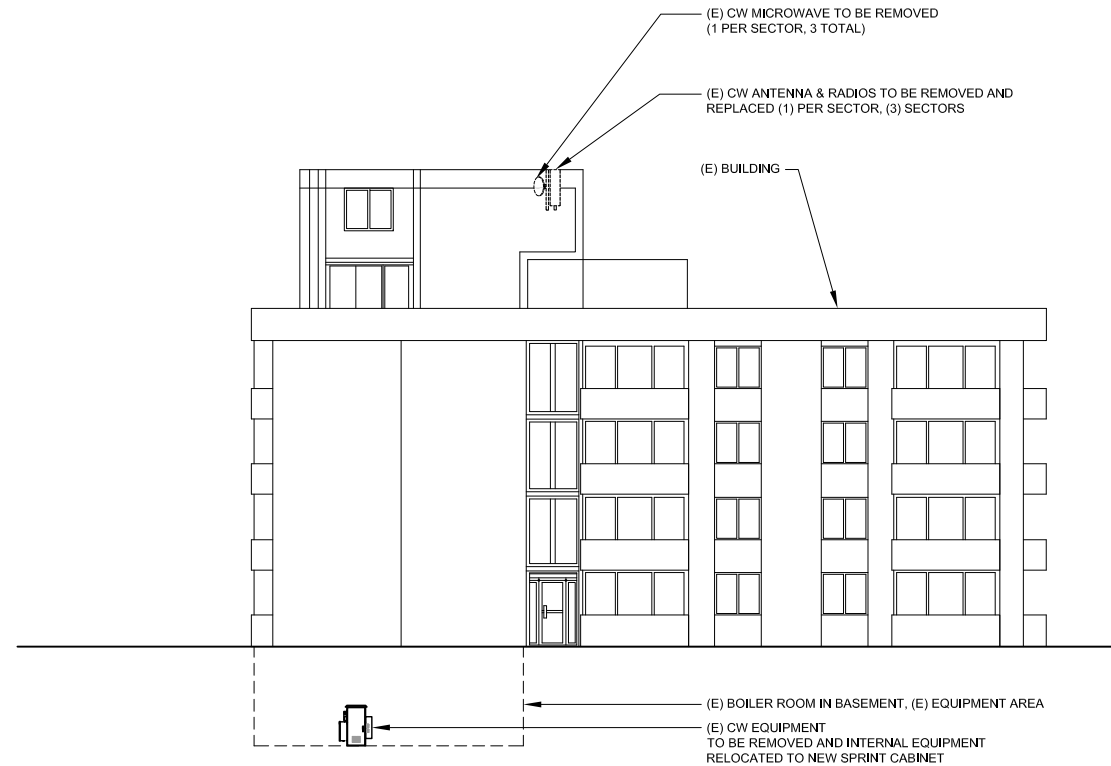 (E) CW MICROWAVE TO BE REMOVED
(1 PER SECTOR, 3 TOTAL)
(E) CW ANTENNA & RADIOS TO BE REMOVED AND
REPLACED (1) PER SECTOR, (3) SECTORS
(E) BUILDING
(E) BOILER ROOM IN BASEMENT, (E) EQUIPMENT AREA
(E) CW EQUIPMENT
TO BE REMOVED AND INTERNAL EQUIPMENT
RELOCATED TO NEW SPRINT CABINET